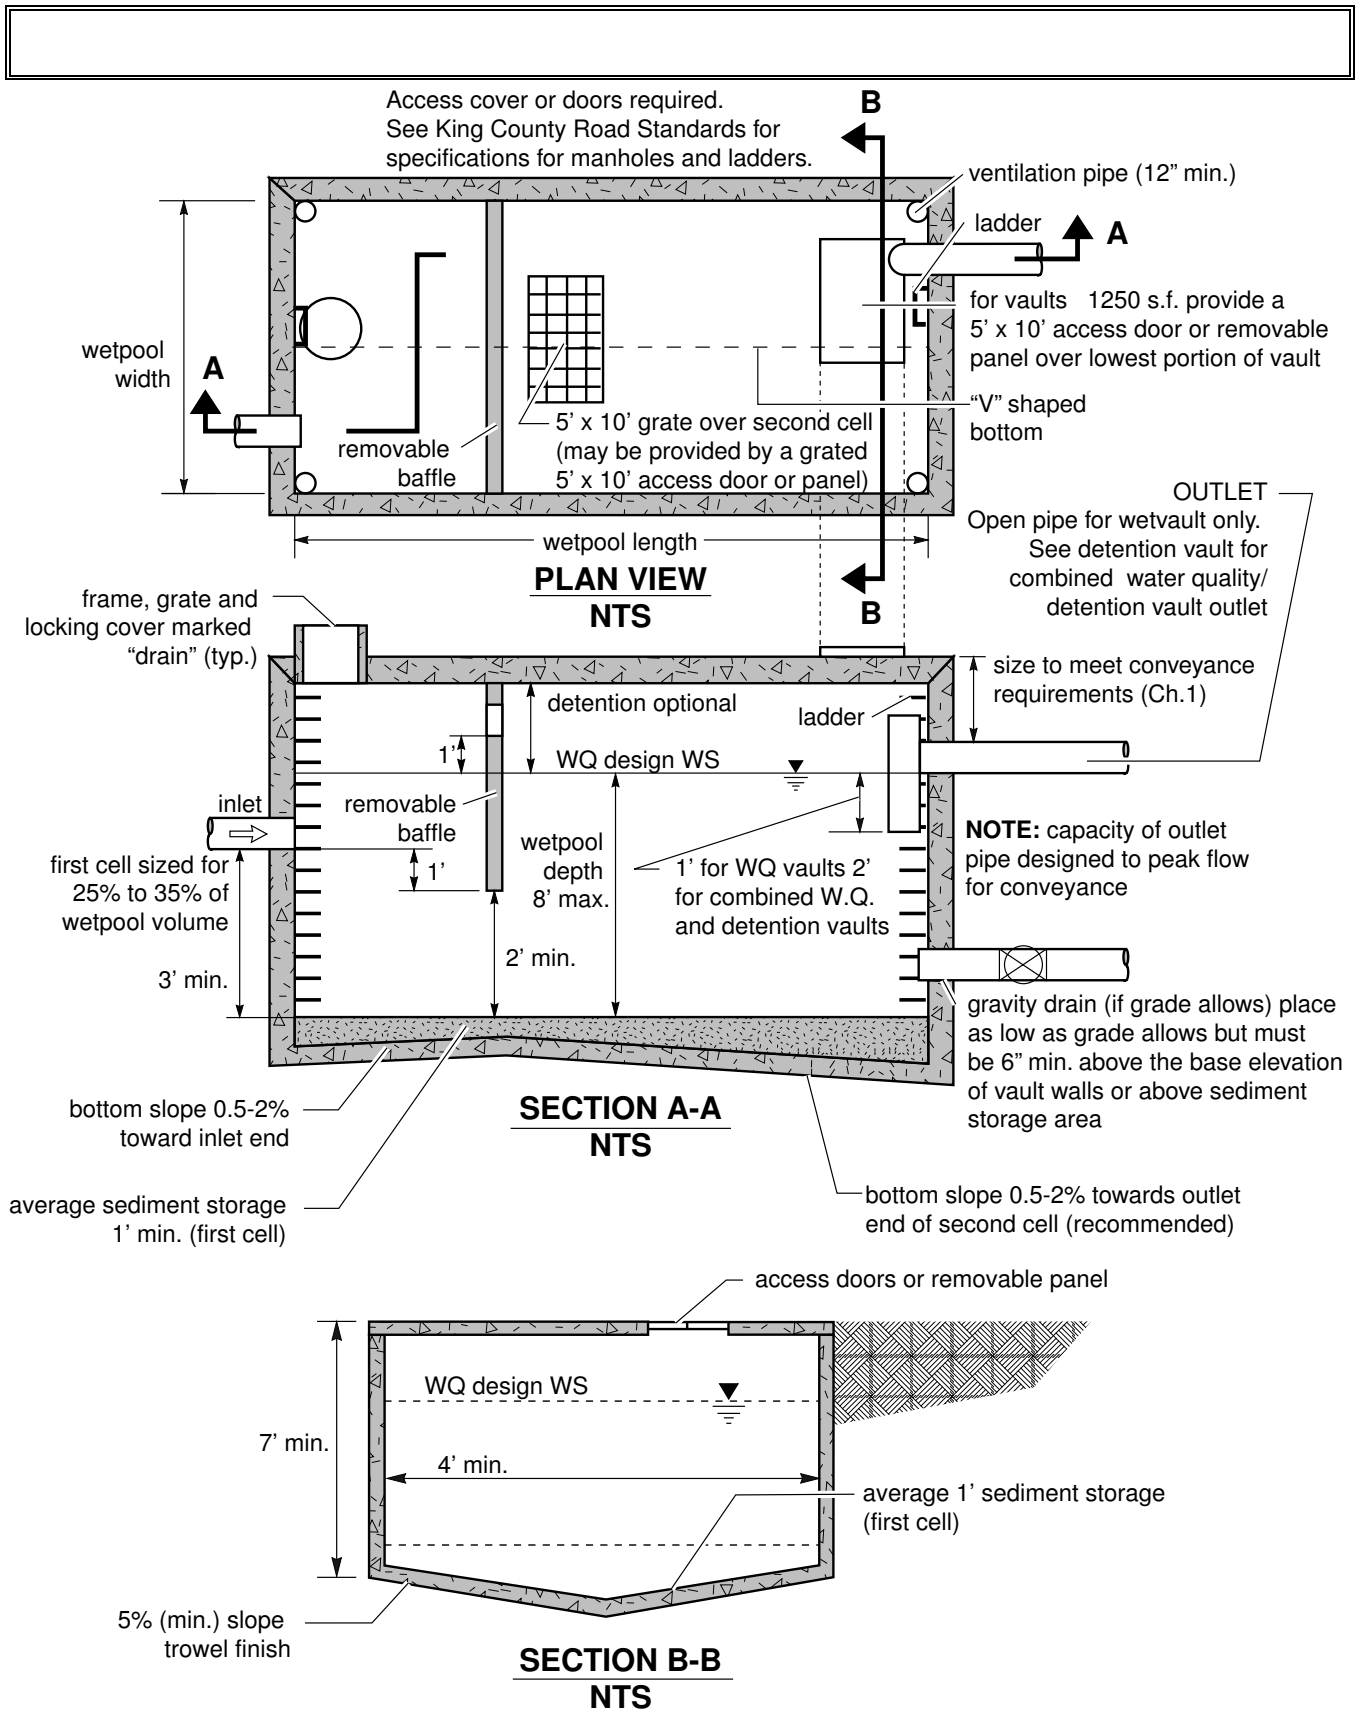 Access cover or doors required.
See King County Road Standards for
specifications for manholes and ladders.
B
ventilation pipe (12” min.)
ladder
A
for vaults 1250 s.f. provide a
5’ x 10’ access door or removable
panel over lowest portion of vault
wetpool
width
A
“V” shaped
bottom
removable
baffle
5’ x 10’ grate over second cell
(may be provided by a grated
5’ x 10’ access door or panel)
wetpool length
B
PLAN VIEW
NTS
OUTLET
Open pipe for wetvault only.
See detention vault for
combined water quality/
detention vault outlet
frame, grate and
locking cover marked
“drain” (typ.)
size to meet conveyance
requirements (Ch.1)
detention optional
ladder
1’
WQ design WS
inlet
removable
baffle
first cell sized for
25% to 35% of
wetpool volume
1’
wetpool
depth
8’ max.
1’ for WQ vaults 2’
for combined W.Q.
and detention vaults
NOTE: capacity of outlet
pipe designed to peak flow
for conveyance
3’ min.
2’ min.
gravity drain (if grade allows) place
as low as grade allows but must
be 6” min. above the base elevation
of vault walls or above sediment
storage area
bottom slope 0.5-2%
toward inlet end
SECTION A-A
NTS
average sediment storage
1’ min. (first cell)
bottom slope 0.5-2% towards outlet
end of second cell (recommended)
access doors or removable panel
WQ design WS
7’ min.
4’ min.
average 1’ sediment storage
(first cell)
5% (min.) slope
trowel finish
SECTION B-B
NTS